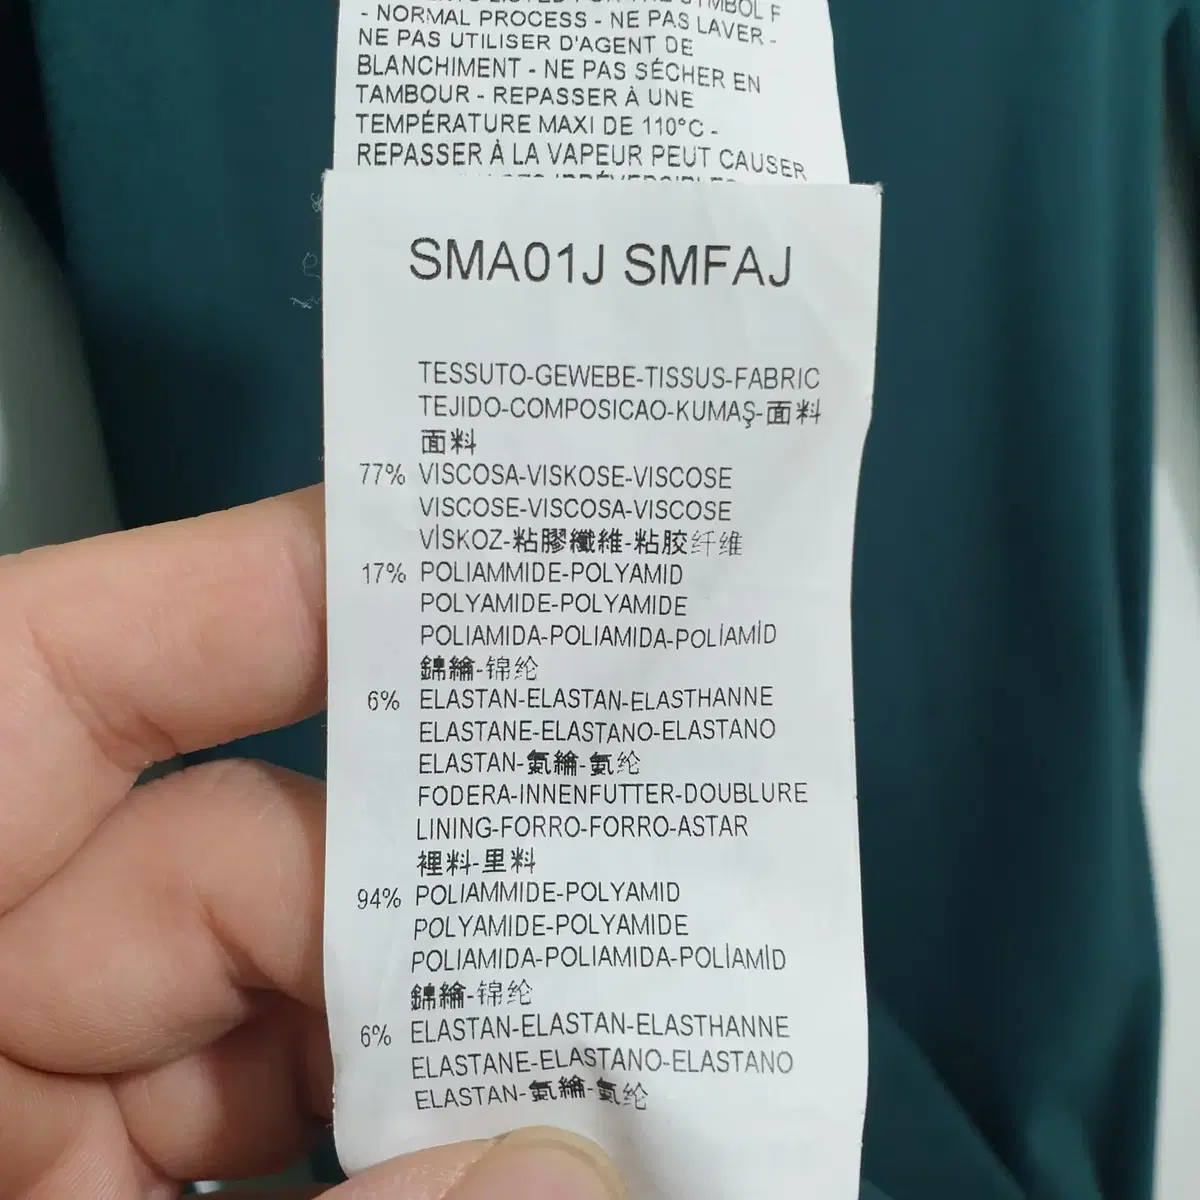 LISTED FOR THE SYMBOL F
- NORMAL PROCESS - NE PAS LAVER -
NE PAS UTILISER D'AGENT DE
BLANCHIMENT - NE PAS SÉCHER EN
TAMBOUR - REPASSER À UNE
TEMPÉRATURE MAXI DE 110°C -
REPASSER À LA VAPEUR PEUT CAUSER
SMA01J SMFAJ
TESSUTO-GEWEBE-TISSUS-FABRIC
TEJIDO-COMPOSICAO-KUMAŞ-面料
面料
77% VISCOSA-VISKOSE-VISCOSE
VISCOSE-VISCOSA-VISCOSE
VİSKOZ-粘膠纖維-粘胶纤维
17% POLIAMMIDE-POLYAMID
POLYAMIDE-POLYAMIDE
POLIAMIDA-POLIAMIDA-POLİAMİD
錦綸-锦纶
6% ELASTAN-ELASTAN-ELASTHANNE
ELASTANE-ELASTANO-ELASTANO
ELASTAN-氨綸-氨纶
FODERA-INNENFUTTER-DOUBLURE
LINING-FORRO-FORRO-ASTAR
裡料-里料
94% POLIAMMIDE-POLYAMID
POLYAMIDE-POLYAMIDE
POLIAMIDA-POLIAMIDA-POLİAMİD
錦綸-锦纶
6% ELASTAN-ELASTAN-ELASTHANNE
ELASTANE-ELASTANO-ELASTANO
ELASTAN-氨綸-氨纶